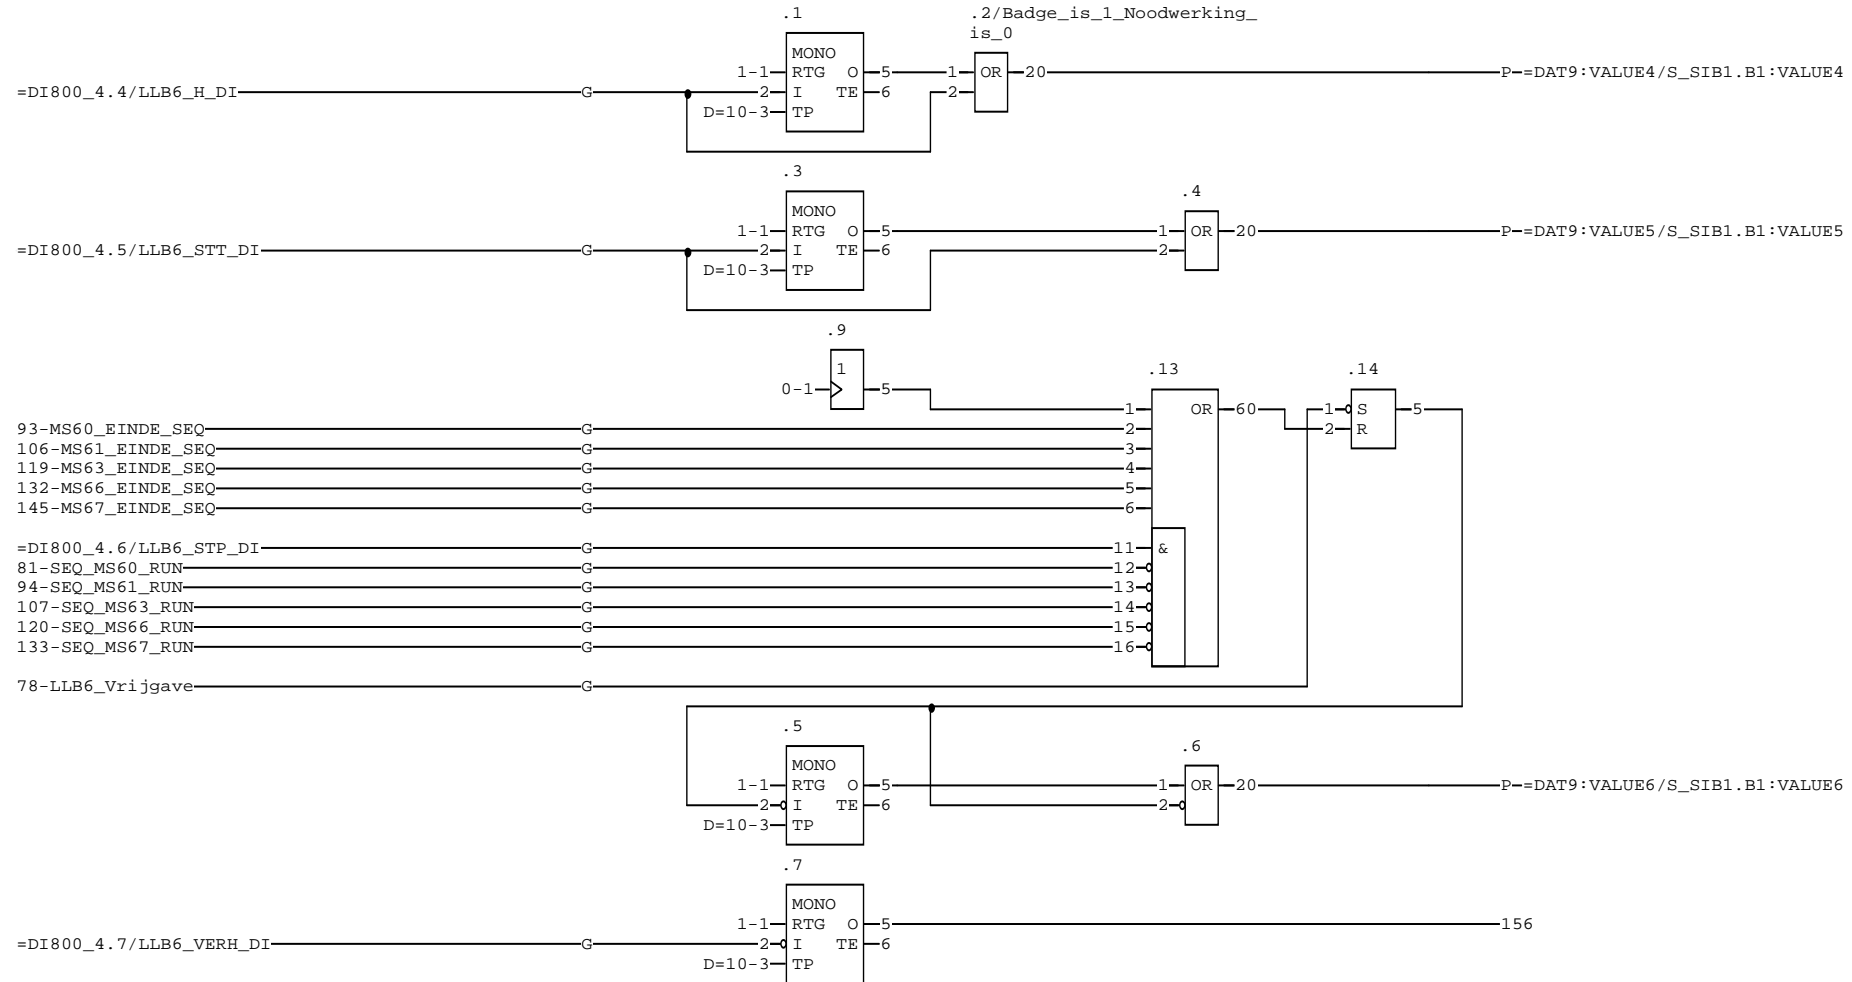 .1 .2/Badge_is_1_Noodwerking_
is_0
MONO
1-1 RTG O 5 1 OR 20 P =DAT9:VALUE4/S_SIB1.B1:VALUE4
=DI800_4.4/LLB6_H_DI G 2 I TE 6 2
D=10-3 TP
.3
.4
MONO
1-1 RTG O 5 1 OR 20 P =DAT9:VALUE5/S_SIB1.B1:VALUE5
=DI800_4.5/LLB6_STT_DI G 2 I TE 6 2
D=10-3 TP
.9
1 .13 .14
0-1 5
1 OR 60 1 S 5
93-MS60_EINDE_SEQ G 2 2 R
106-MS61_EINDE_SEQ G 3
119-MS63_EINDE_SEQ G 4
132-MS66_EINDE_SEQ G 5
145-MS67_EINDE_SEQ G 6
=DI800_4.6/LLB6_STP_DI G 11 &
81-SEQ_MS60_RUN G 12
94-SEQ_MS61_RUN G 13
107-SEQ_MS63_RUN G 14
120-SEQ_MS66_RUN G 15
133-SEQ_MS67_RUN G 16
78-LLB6_Vrijgave G
.5
.6
MONO
1-1 RTG O 5 1 OR 20 P =DAT9:VALUE6/S_SIB1.B1:VALUE6
2 I TE 6 2
D=10-3 TP
.7
MONO
1-1 RTG O 5 156
=DI800_4.7/LLB6_VERH_DI G 2 I TE 6
D=10-3 TP